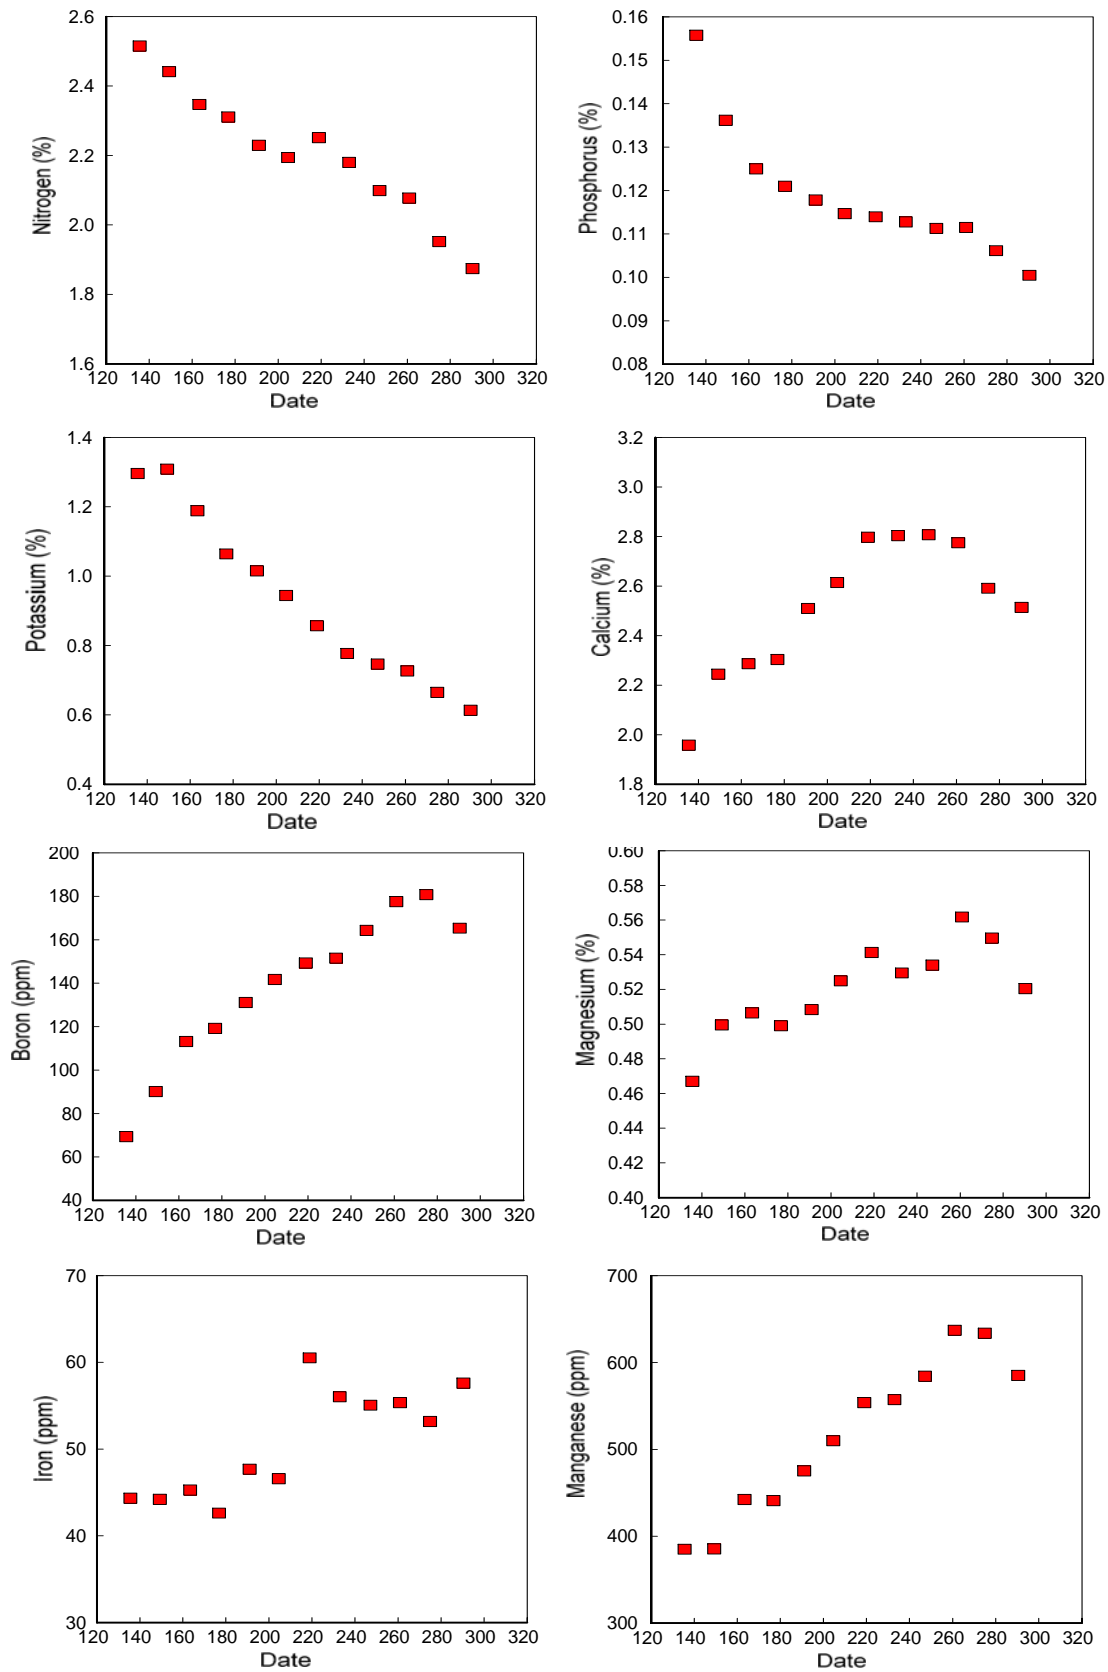 2.6
2.4
2.2
2.0
1.8
1.6
Nitrogen (%)
120 140 160 180 200 220 240 260 280 300 320
Date
0.16
0.15
0.14
0.13
0.12
0.11
0.10
0.09
0.08
Phosphorus (%)
120 140 160 180 200 220 240 260 280 300 320
Date
1.4
1.2
1.0
0.8
0.6
0.4
Potassium (%)
120 140 160 180 200 220 240 260 280 300 320
Date
3.2
3.0
2.8
2.6
2.4
2.2
2.0
1.8
Calcium (%)
120 140 160 180 200 220 240 260 280 300 320
Date
200
180
160
140
120
100
80
60
40
Boron (ppm)
120 140 160 180 200 220 240 260 280 300 320
Date
0.60
0.58
0.56
0.54
0.52
0.50
0.48
0.46
0.44
0.42
0.40
Magnesium (%)
120 140 160 180 200 220 240 260 280 300 320
Date
70
60
50
40
30
Iron (ppm)
120 140 160 180 200 220 240 260 280 300 320
Date
700
600
500
400
300
Manganese (ppm)
120 140 160 180 200 220 240 260 280 300 320
Date